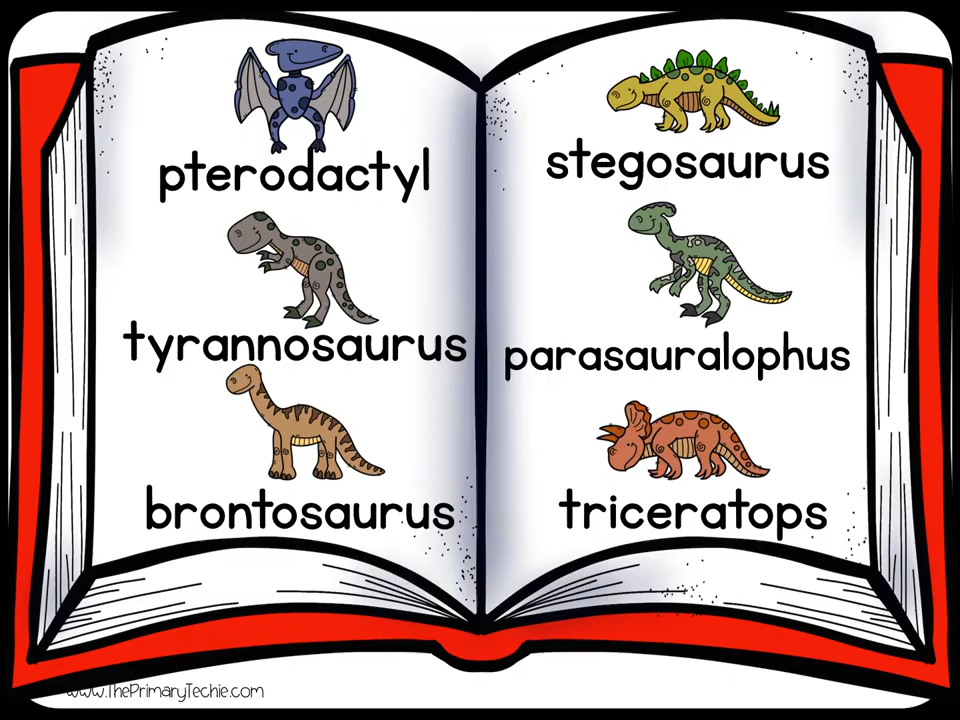 pterodactyl
tyrannosaurus
brontosaurus
stegosaurus
parasauralophus
triceratops
www.ThePrimaryTechie.com